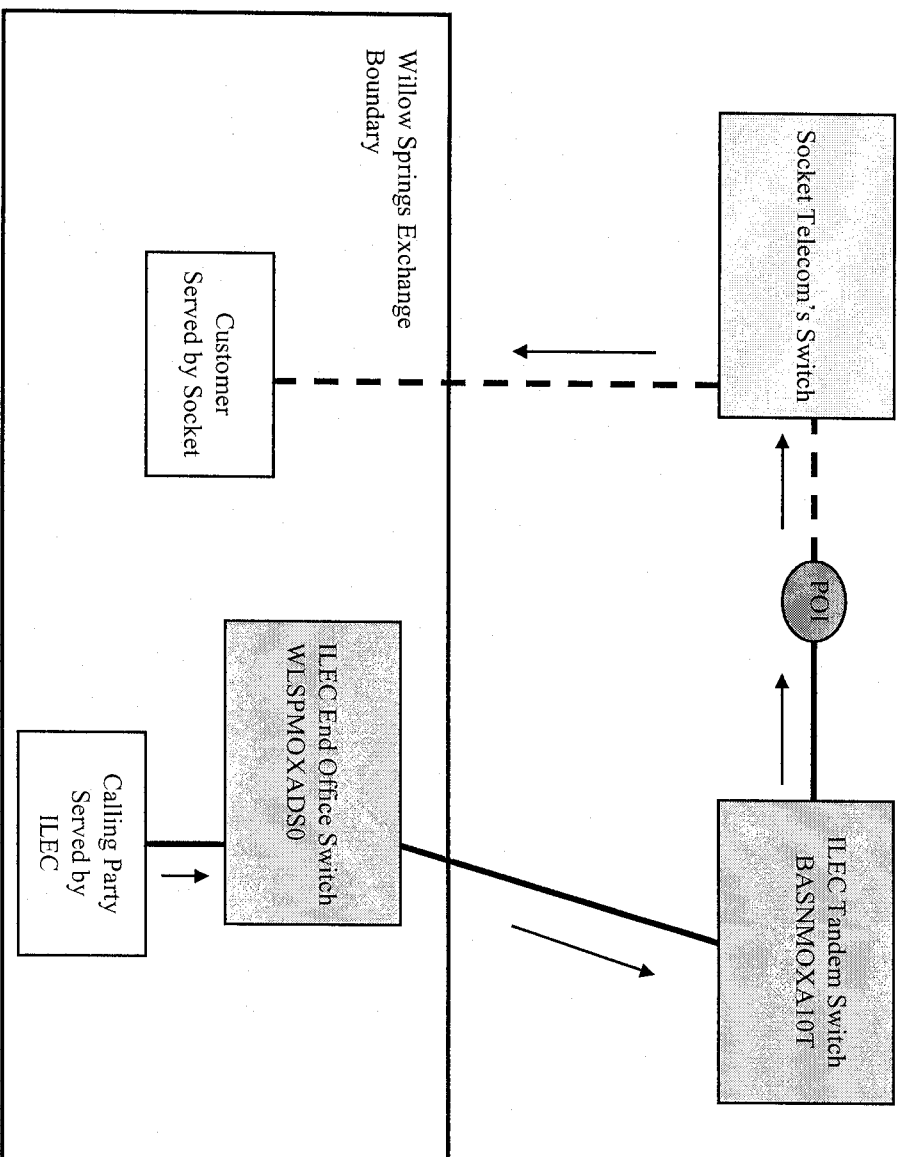 Socket Telecom's Switch
POI
ILEC Tandem Switch
BASNMOXA10T
Willow Springs Exchange
Boundary
ILEC End Office Switch
WLSPMOXADS0
Customer
Served by Socket
Calling Party
Served by
ILEC